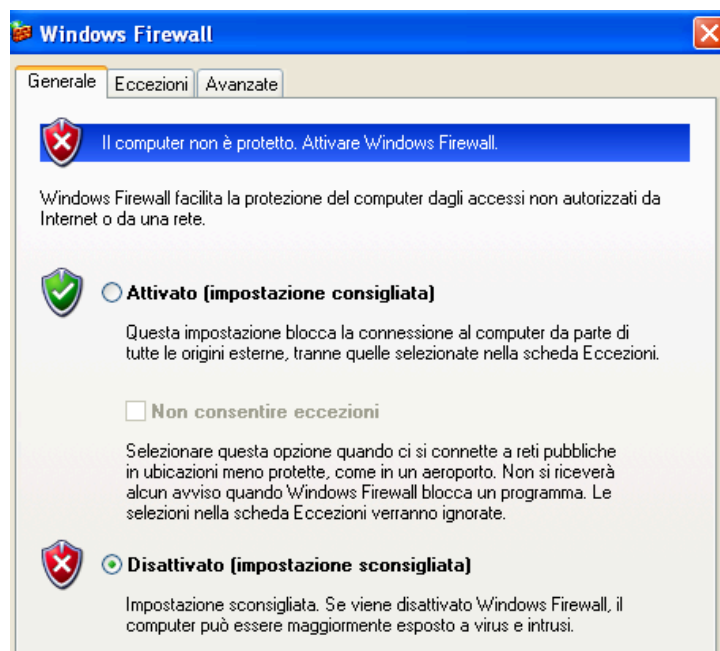 Windows Firewall
Generale Eccezioni Avanzate
Il computer non è protetto. Attivare Windows Firewall.
Windows Firewall facilita la protezione del computer dagli accessi non autorizzati da
Internet o da una rete.
Attivato (impostazione consigliata)
Questa impostazione blocca la connessione al computer da parte di
tutte le origini esterne, tranne quelle selezionate nella scheda Eccezioni.
Non consentire eccezioni
Selezionare questa opzione quando ci si connette a reti pubbliche
in ubicazioni meno protette, come in un aeroporto. Non si riceverà
alcun avviso quando Windows Firewall blocca un programma. Le
selezioni nella scheda Eccezioni verranno ignorate.
Disattivato (impostazione sconsigliata)
Impostazione sconsigliata. Se viene disattivato Windows Firewall, il
computer può essere maggiormente esposto a virus e intrusi.